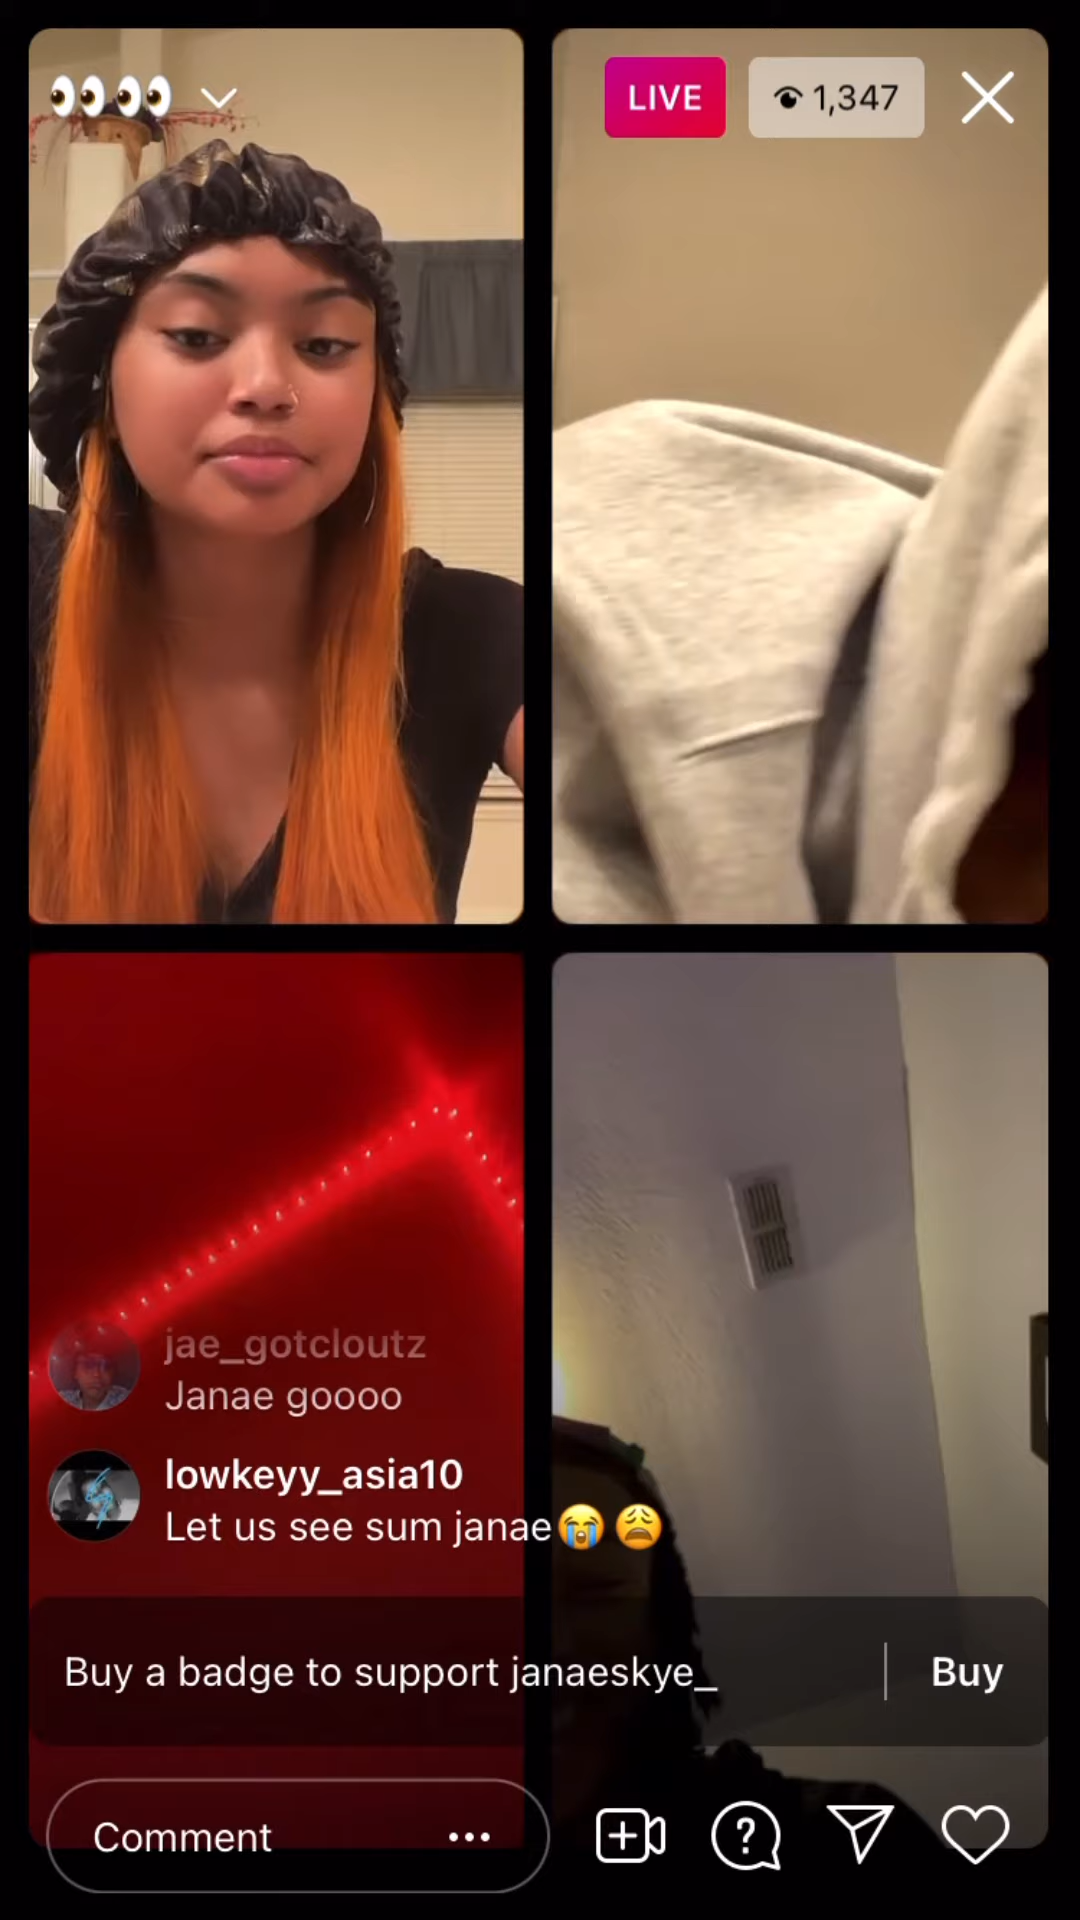 👀👀
LIVE
1,347
jae_gotcloutz
Janae goooo
lowkeyy_asia10
Let us see sum janae😭😩
Buy a badge to support janaeskye_
Buy
Comment